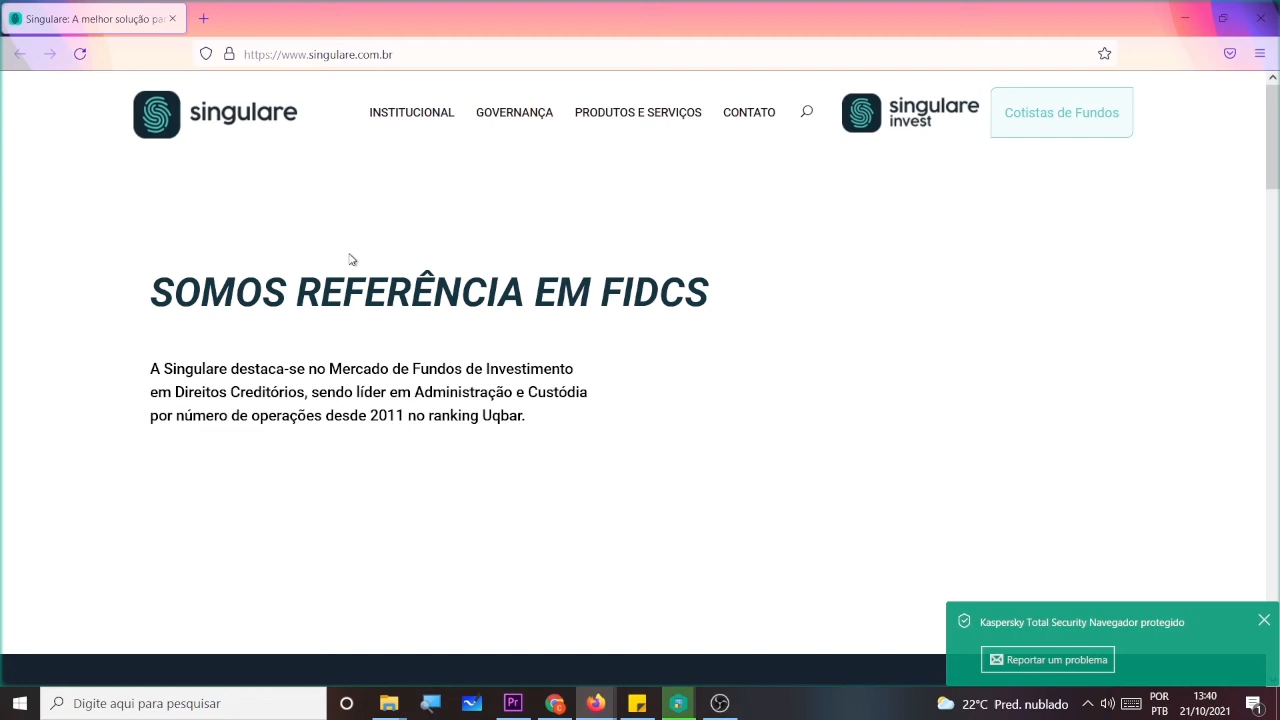 Singulare: A melhor solução pa
https://www.singulare.com.br
singulare
INSTITUCIONAL
GOVERNANÇA
PRODUTOS E SERVIÇOS
CONTATO
singulare
invest
Cotistas de Fundos
SOMOS REFERÊNCIA EM FIDCS
A Singulare destaca-se no Mercado de Fundos de Investimento
em Direitos Creditórios, sendo líder em Administração e Custódia
por número de operações desde 2011 no ranking Uqbar.
Kaspersky Total Security Navegador protegido
Reportar um problema
Digite aqui para pesquisar
Pr
22°C Pred. nublado
POR
PTB
13:40
21/10/2021
1